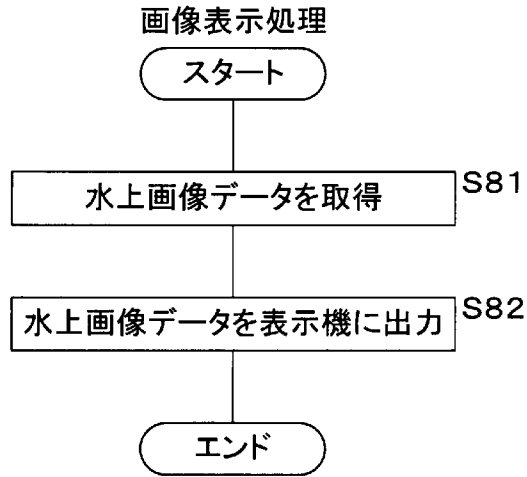 画像表示処理
スタート
水上画像データを取得
S81
水上画像データを表示機に出力
S82
エンド